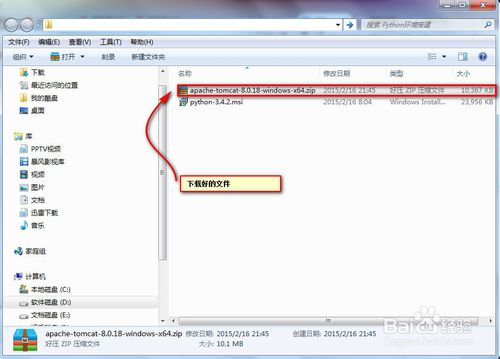 搜索 Python环境搭建
文件(F) 编辑(E) 查看(V) 工具(T) 帮助(H)
组织 打开 刻录 新建文件夹
名称 修改日期 类型 大小
下载
最近访问的位置
我的酷盘
桌面
apache-tomcat-8.0.18-windows-x64.zip 2015/2/16 21:45 好压 ZIP 压缩文件 10,367 KB
python-3.4.2.msi 2015/2/16 8:04 Windows Install... 23,956 KB
库
PPTV视频
暴风影视库
视频
图片
文档
迅雷下载
音乐
下载好的文件
家庭组
计算机
本地磁盘 (C:)
软件磁盘 (D:)
文档磁盘 (E:)
apache-tomcat-8.0.18-windows-x64.zip 修改日期: 2015/2/16 21:45 创建日期: 2015/2/16 21:45
好压 ZIP 压缩文件 大小: 10.1 MB
Baidu 经验
jingyan.baidu.com